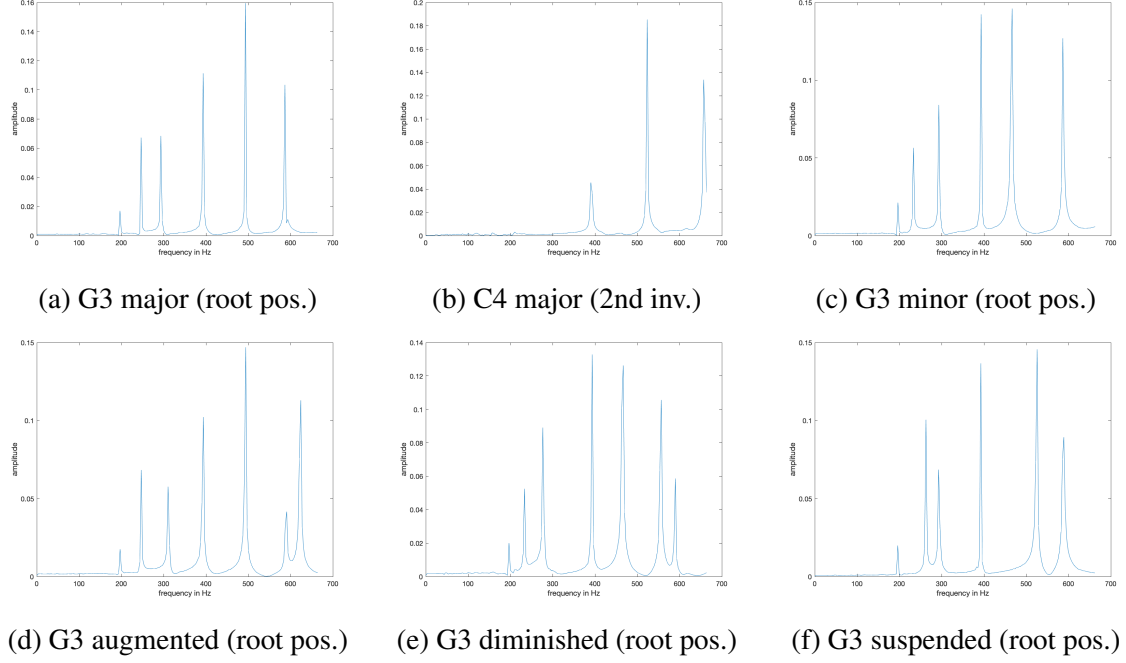 0.16
0.14
0.12
0.1
0.08
0.06
0.04
0.02
0
amplitude
0 100 200 300 400 500 600 700
frequency in Hz
(a) G3 major (root pos.)
0.2
0.18
0.16
0.14
0.12
0.1
0.08
0.06
0.04
0.02
0
amplitude
0 100 200 300 400 500 600 700
frequency in Hz
(b) C4 major (2nd inv.)
0.15
0.1
0.05
0
amplitude
0 100 200 300 400 500 600 700
frequency in Hz
(c) G3 minor (root pos.)
0.15
0.1
0.05
0
amplitude
0 100 200 300 400 500 600 700
frequency in Hz
(d) G3 augmented (root pos.)
0.14
0.12
0.1
0.08
0.06
0.04
0.02
0
amplitude
0 100 200 300 400 500 600 700
frequency in Hz
(e) G3 diminished (root pos.)
0.15
0.1
0.05
0
amplitude
0 100 200 300 400 500 600 700
frequency in Hz
(f) G3 suspended (root pos.)